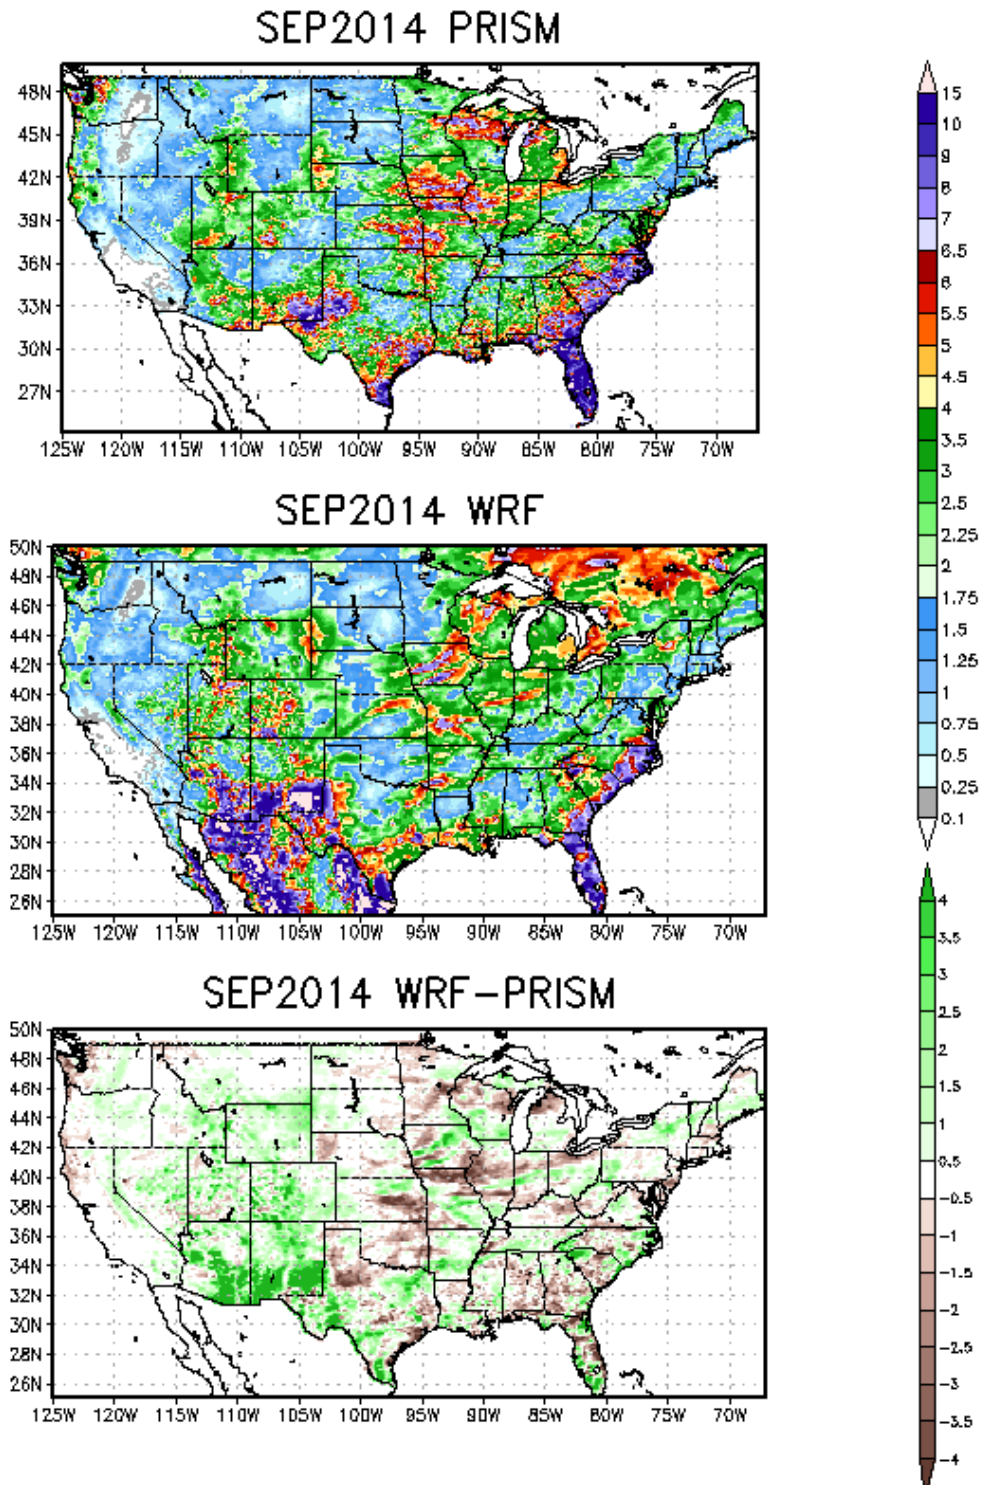 SEP2014 PRISM
48N
45N
42N
39N
36N
33N
30N
27N
125W 120W 115W 110W 105W 100W 95W 90W 85W 80W 75W 70W
SEP2014 WRF
50N
48N
46N
44N
42N
40N
38N
36N
34N
32N
30N
28N
26N
125W 120W 115W 110W 105W 100W 95W 90W 85W 80W 75W 70W
SEP2014 WRF-PRISM
50N
48N
46N
44N
42N
40N
38N
36N
34N
32N
30N
28N
26N
125W 120W 115W 110W 105W 100W 95W 90W 85W 80W 75W 70W
15
10
9
8
7
6.5
6
5.5
5
4.5
4
3.5
3
2.5
2.25
2
1.75
1.5
1.25
1
0.75
0.5
0.25
0.1
4
3.5
3
2.5
2
1.5
1
0.5
-0.5
-1
-1.5
-2
-2.5
-3
-3.5
-4